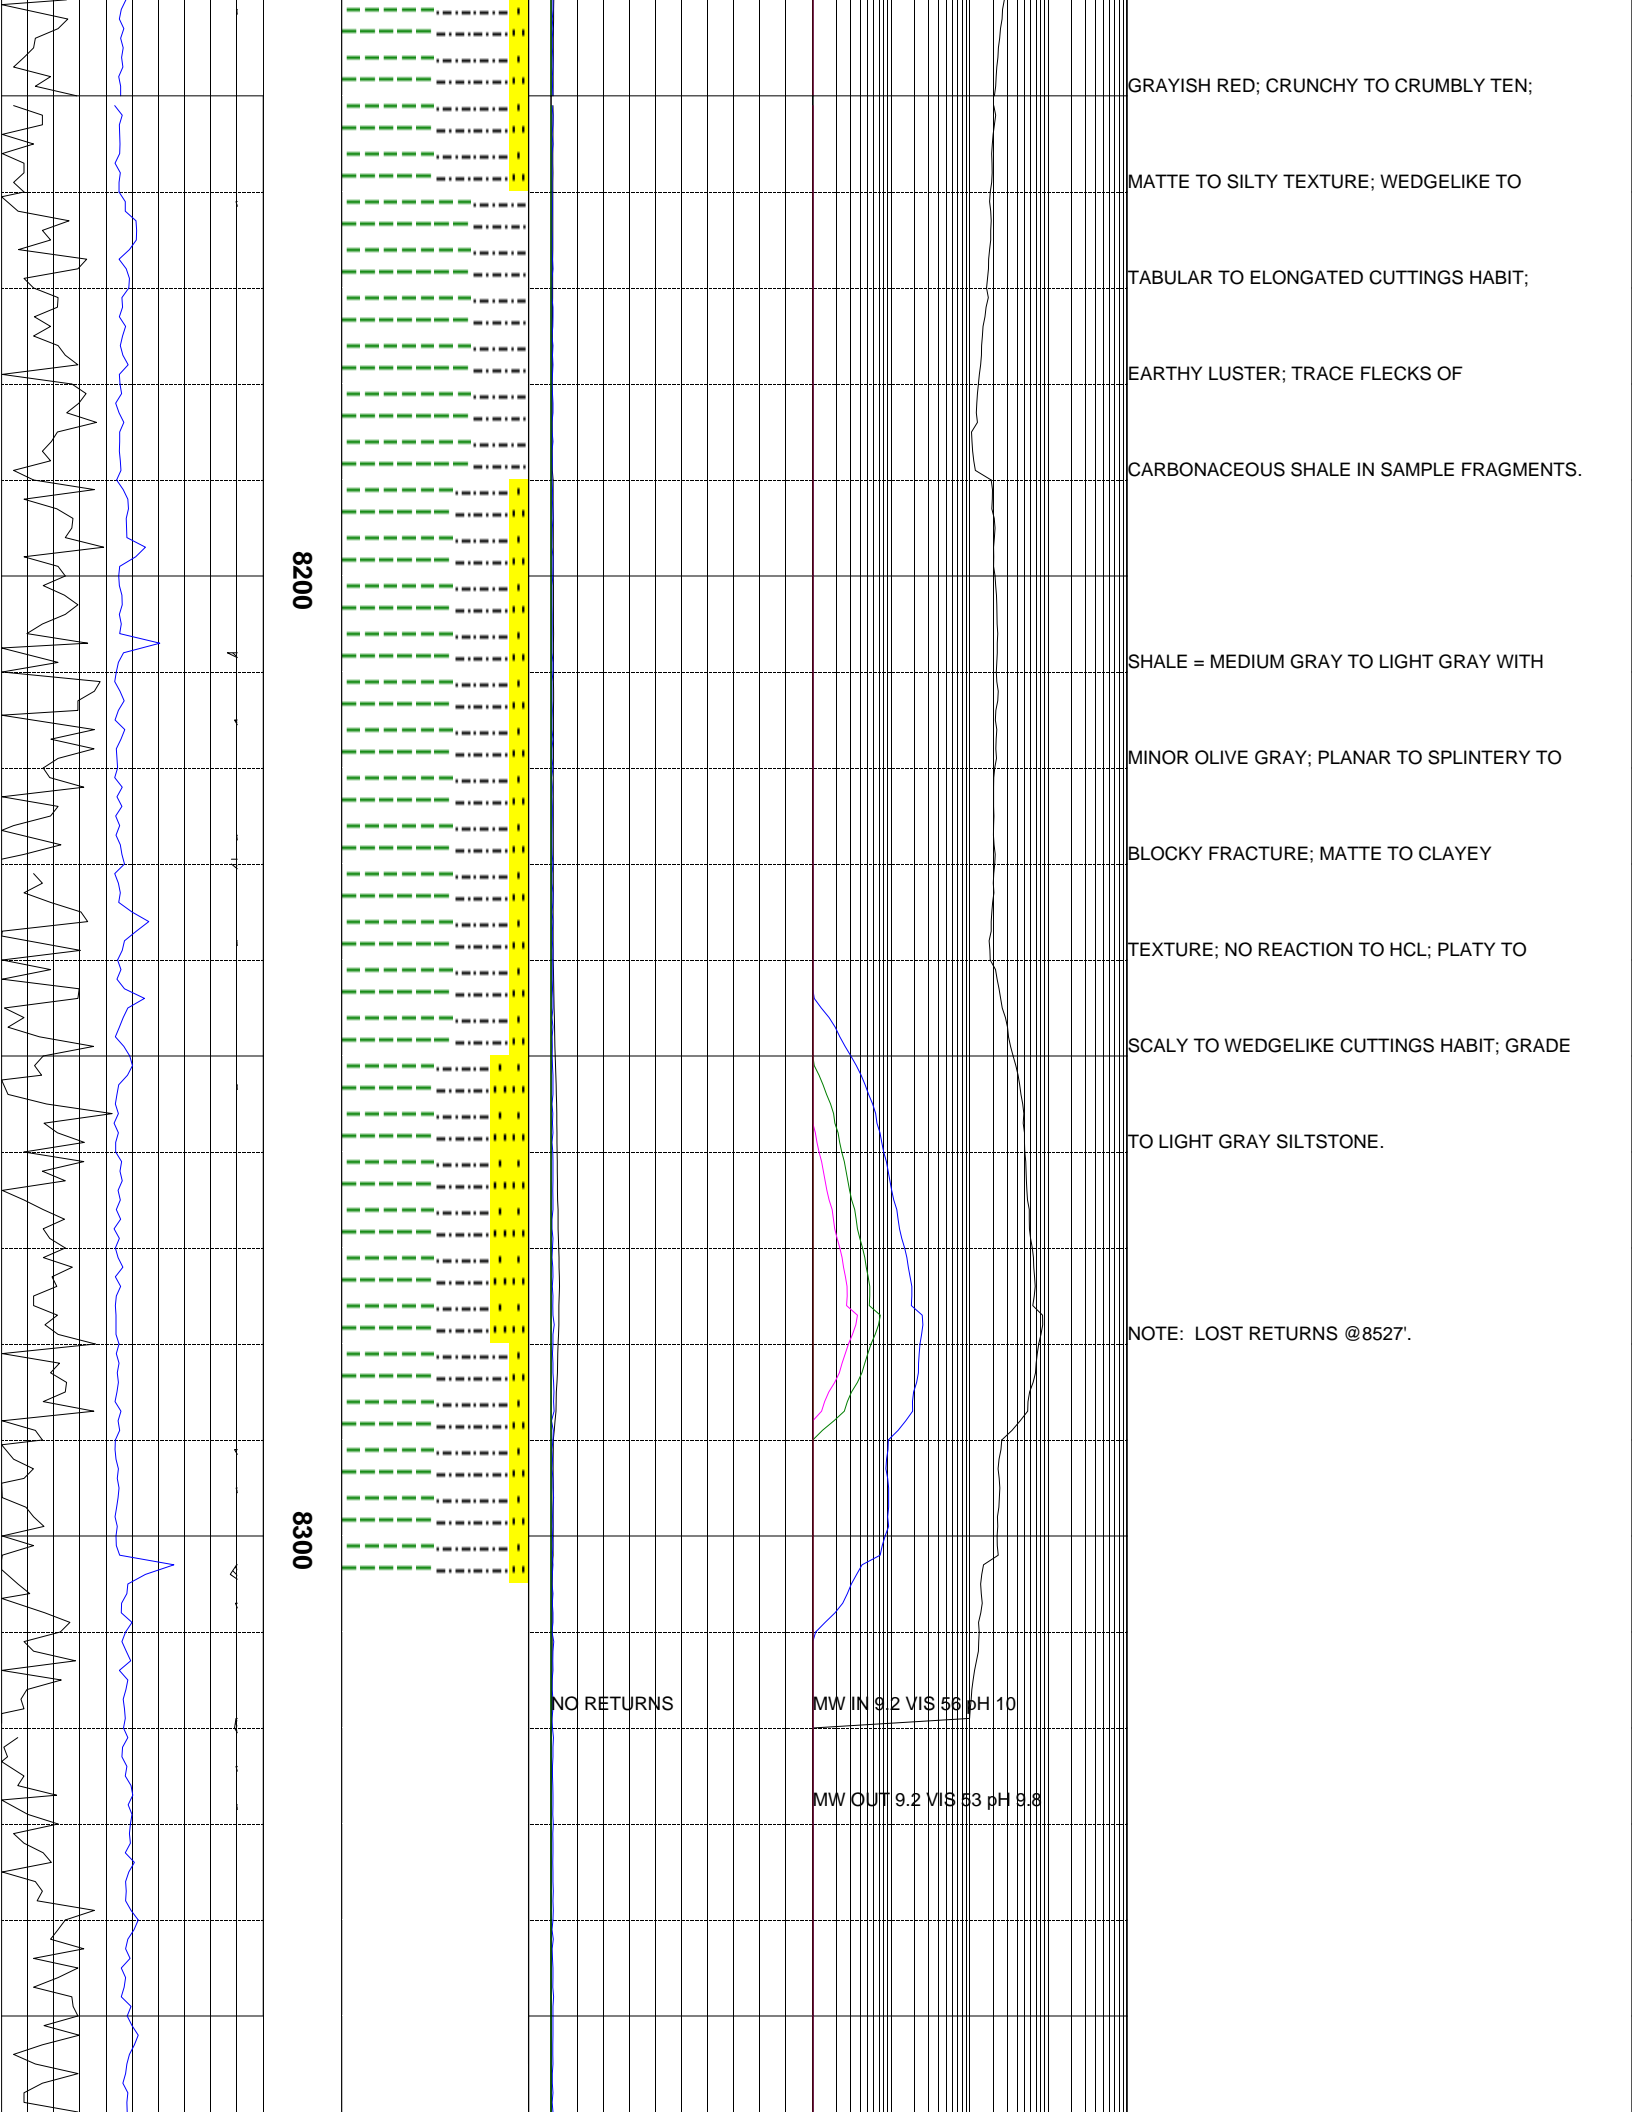 GRAYISH RED; CRUNCHY TO CRUMBLY TEN;
MATTE TO SILTY TEXTURE; WEDGELIKE TO
TABULAR TO ELONGATED CUTTINGS HABIT;
EARTHY LUSTER; TRACE FLECKS OF
CARBONACEOUS SHALE IN SAMPLE FRAGMENTS.
8200
SHALE = MEDIUM GRAY TO LIGHT GRAY WITH
MINOR OLIVE GRAY; PLANAR TO SPLINTERY TO
BLOCKY FRACTURE; MATTE TO CLAYEY
TEXTURE; NO REACTION TO HCL; PLATY TO
SCALY TO WEDGELIKE CUTTINGS HABIT; GRADE
TO LIGHT GRAY SILTSTONE.
NOTE:  LOST RETURNS @8527'.
8300
NO RETURNS
MW IN 9.2 VIS 56 pH 10
MW OUT 9.2 VIS 53 pH 9.8